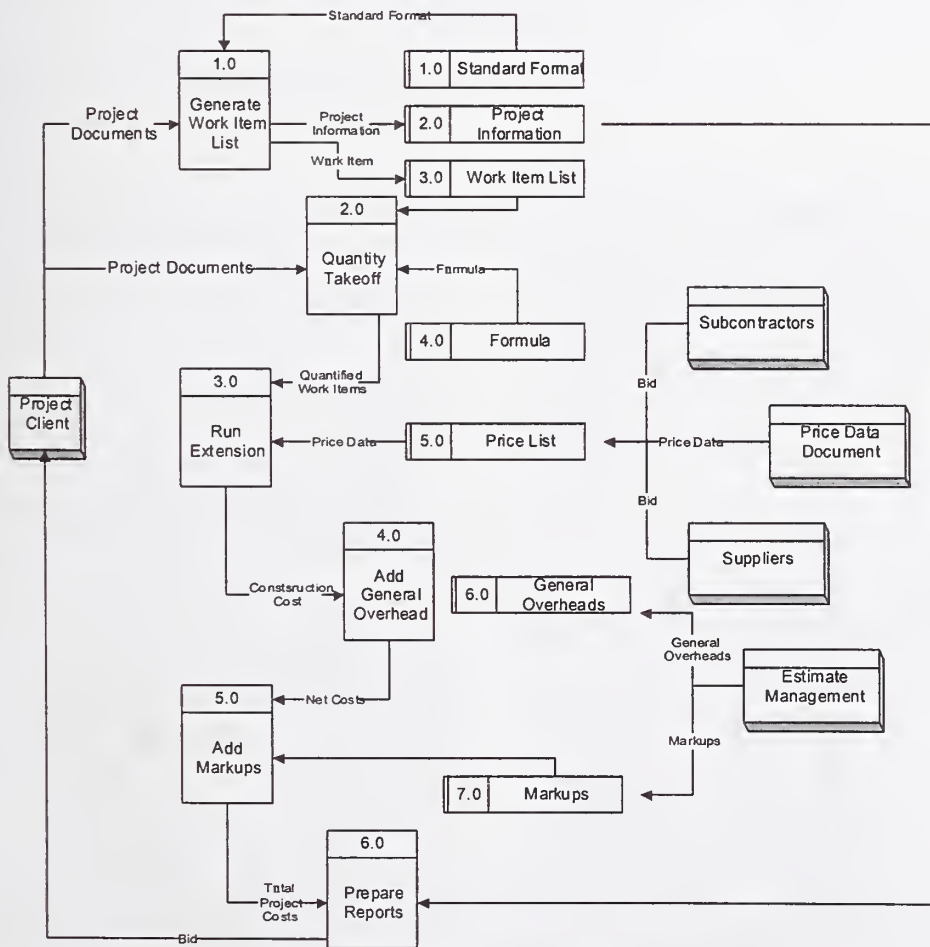 Standard Format
1.0
Generate
Work Item
List
1.0 Standard Format
Project
Documents
Project
Information
2.0 Project
Information
Work Item
3.0 Work Item List
2.0
Quantity
Takeoff
Project Documents
Formula
4.0 Formula
Subcontractors
Bid
Quantified
Work Items
3.0
Run
Extension
Project
Client
Price Data
5.0 Price List
Price Data
Price Data
Document
Bid
Suppliers
4.0
Add
General
Overhead
Constsruction
Cost
6.0 General
Overheads
General
Overheads
Estimate
Management
Net Costs
5.0
Add
Markups
Markups
7.0 Markups
6.0
Prepare
Reports
Total
Project
Costs
Bid